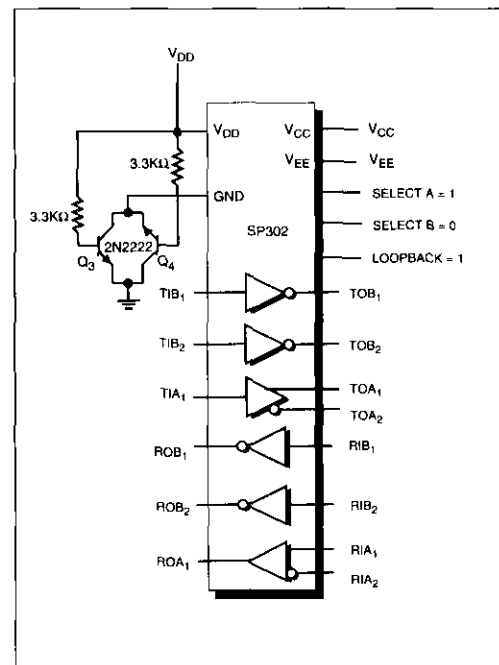 VDD
VDD
VCC
VCC
VEE
VEE
3.3KΩ
GND
SELECT A = 1
3.3KΩ
2N2222
SP302
SELECT B = 0
Q3
Q4
LOOPBACK = 1
TIB1
TOB1
TIB2
TOB2
TIA1
TOA1
TOA2
ROB1
RIB1
ROB2
RIB2
ROA1
RIA1
RIA2